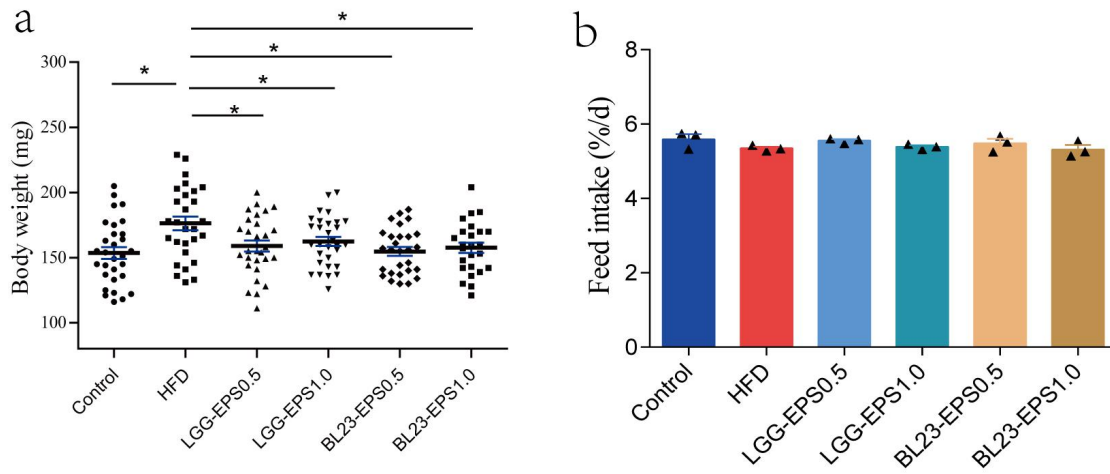 a
*
*
*
*
*
Body weight (mg)
300
250
200
150
100
Control
HFD
LGG-EPS0.5
LGG-EPS1.0
BL23-EPS0.5
BL23-EPS1.0
b
Feed intake (%/d)
8
6
4
2
0
Control
HFD
LGG-EPS0.5
LGG-EPS1.0
BL23-EPS0.5
BL23-EPS1.0